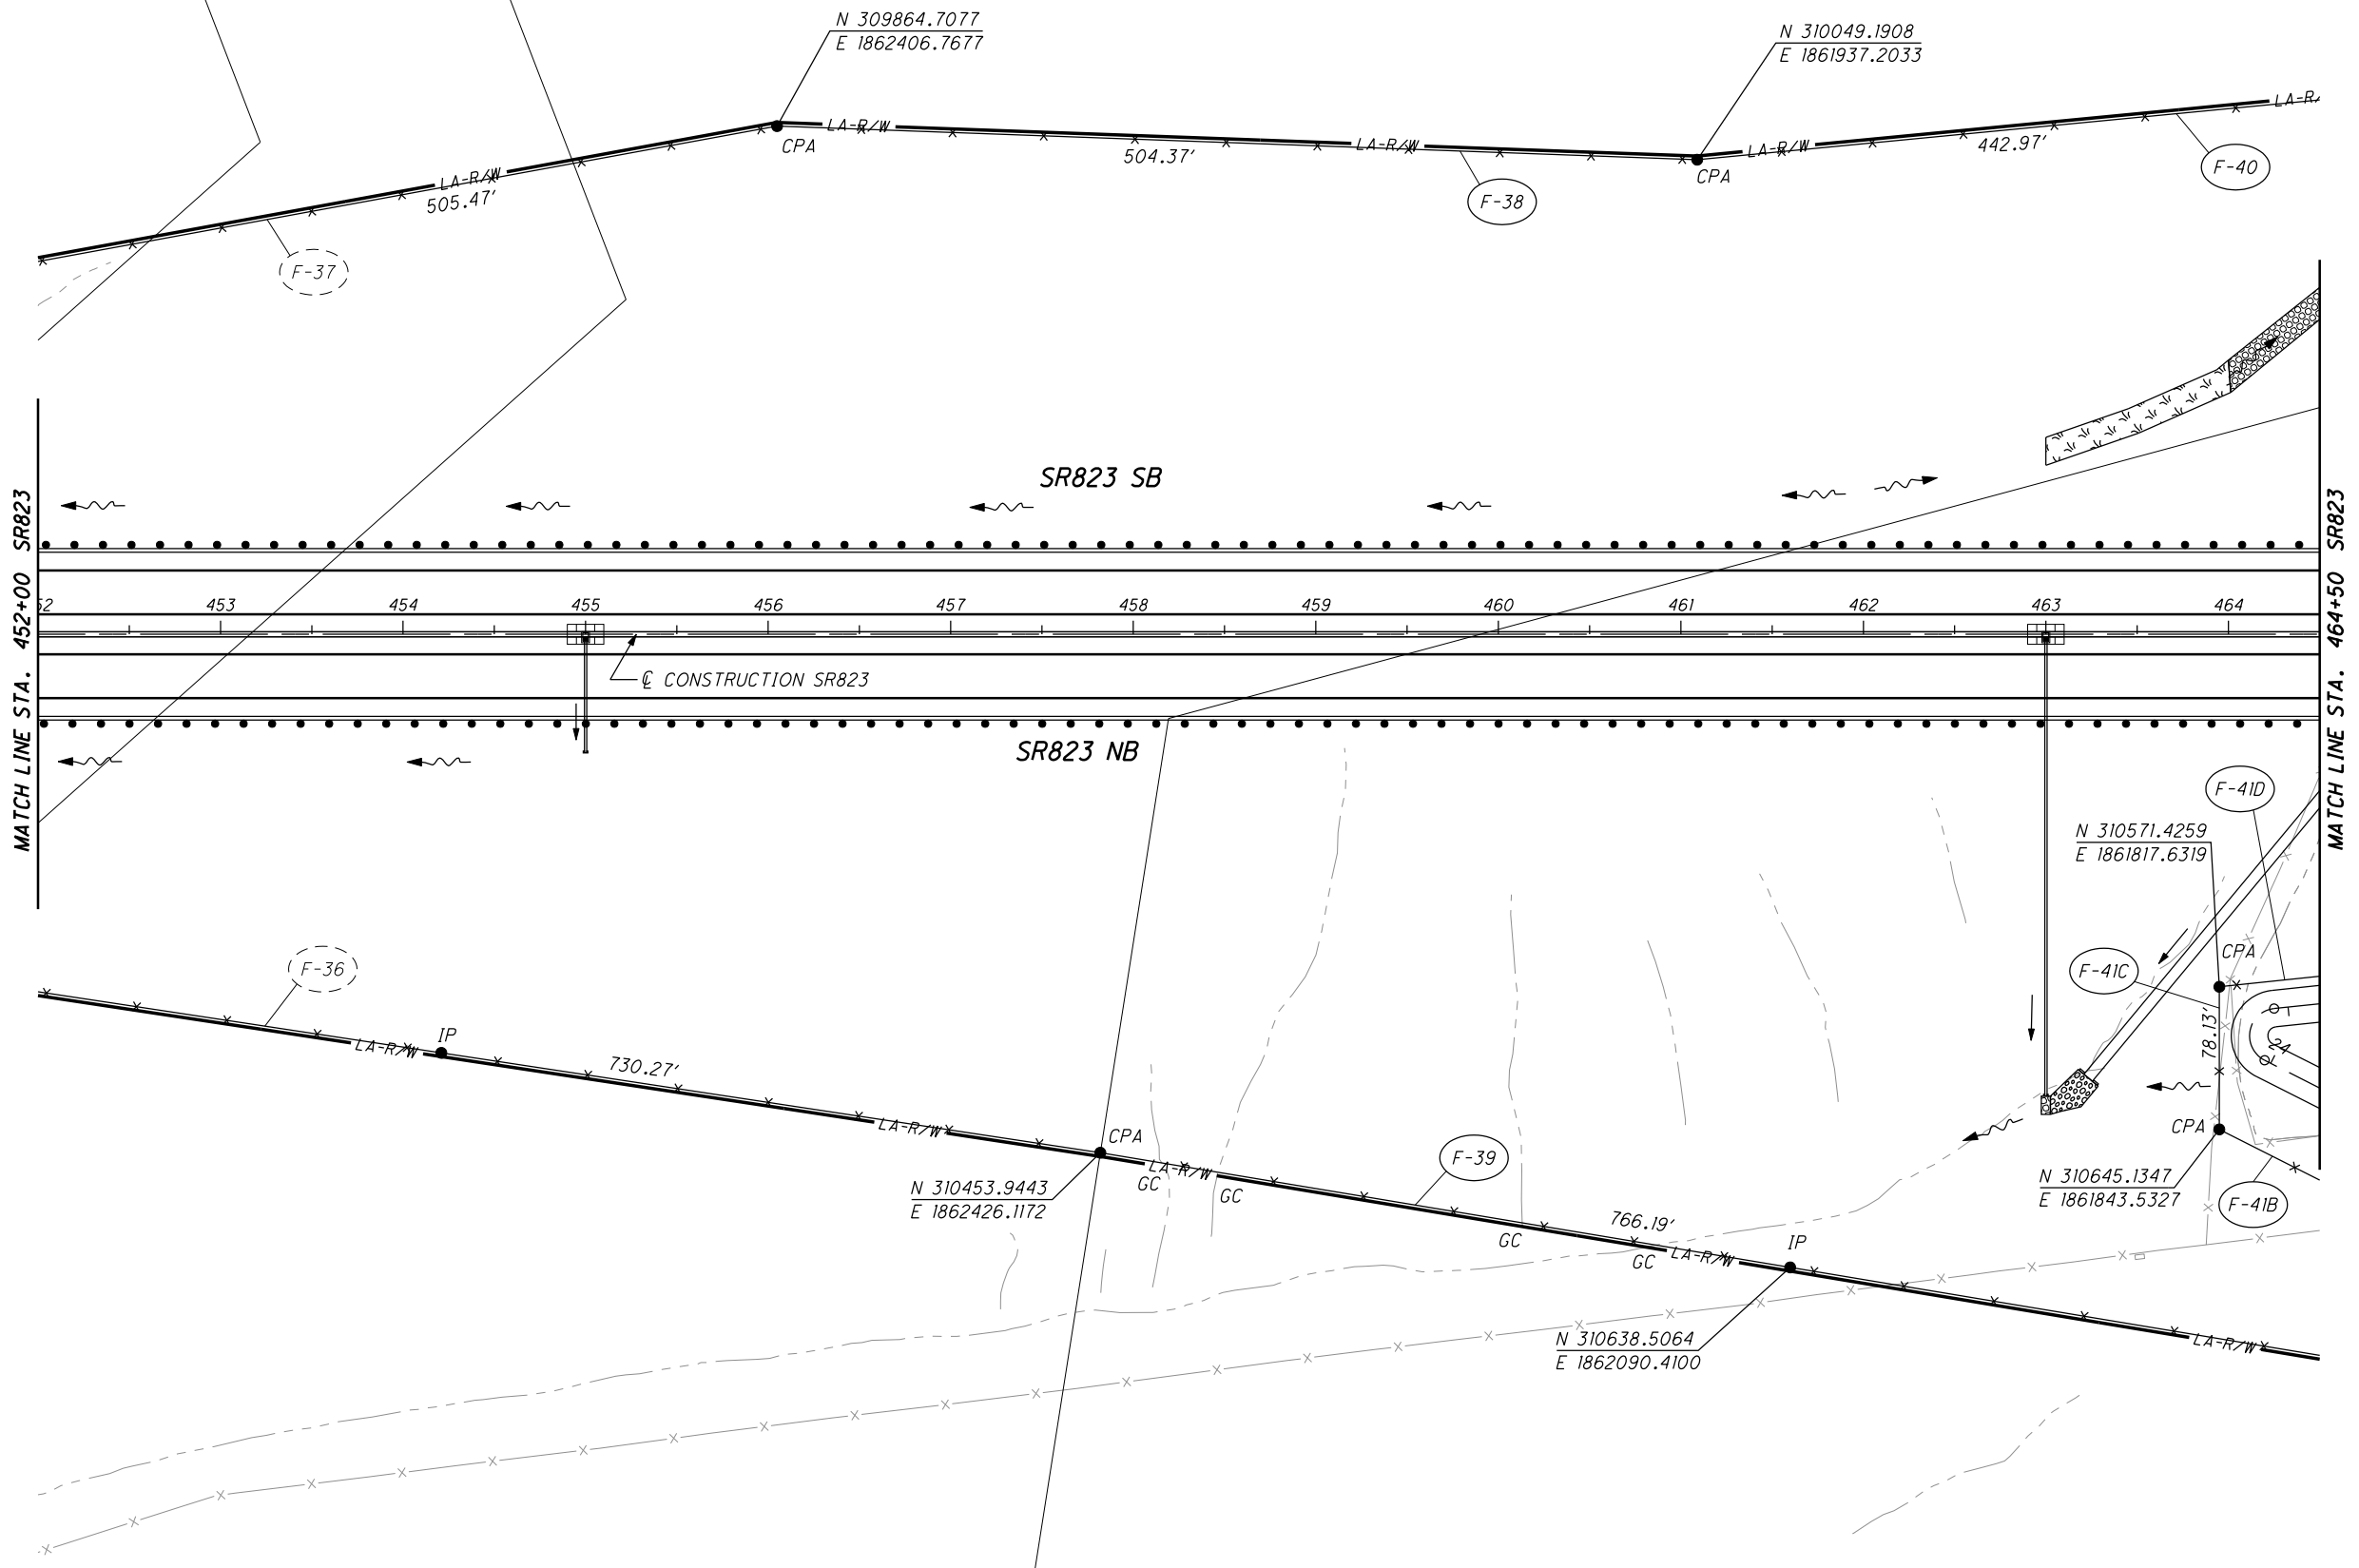 N 309864.7077
E 1862406.7677
N 310049.1908
E 1861937.2033
LA-R/W
LA-R/W
LA-R/W
LA-R/W
LA-R/
CPA
504.37'
CPA
442.97'
F-40
505.47'
F-38
F-37
SR823 SB
MATCH LINE STA. 452+00 SR823
MATCH LINE STA. 464+50 SR823
52 453 454 455 456 457 458 459 460 461 462 463 464
℄ CONSTRUCTION SR823
SR823 NB
F-41D
N 310571.4259
E 1861817.6319
CPA
F-36
F-41C
IP
LA-R/W
730.27'
78.13'
24
LA-R/W
CPA
CPA
F-39
LA-R/W
GC
GC
N 310453.9443
E 1862426.1172
N 310645.1347
E 1861843.5327
F-41B
766.19'
GC
GC
LA-R/W
IP
N 310638.5064
E 1862090.4100
LA-R/W